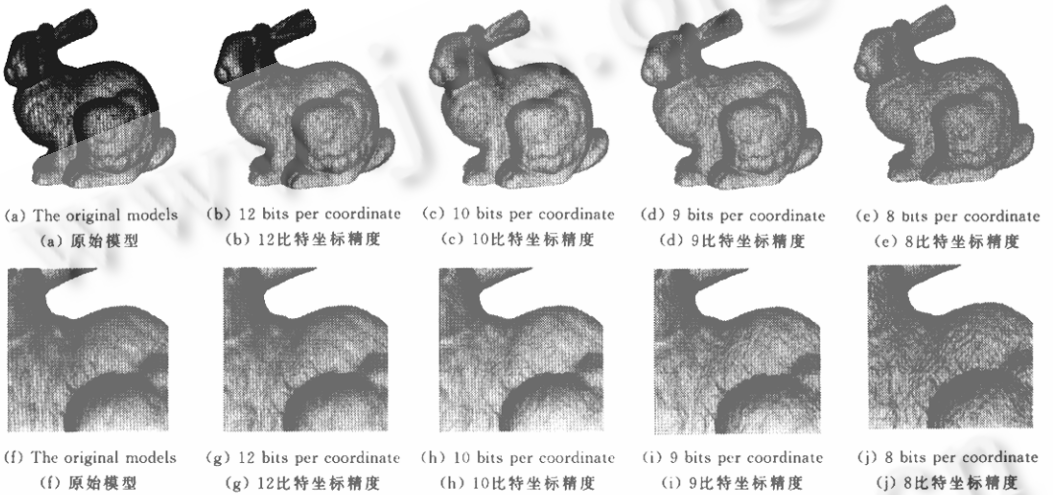 (a) The original models
(b) 12 bits per coordinate
(c) 10 bits per coordinate
(d) 9 bits per coordinate
(e) 8 bits per coordinate
(a) 原始模型
(b) 12比特坐标精度
(c) 10比特坐标精度
(d) 9比特坐标精度
(e) 8比特坐标精度
(f) The original models
(g) 12 bits per coordinate
(h) 10 bits per coordinate
(i) 9 bits per coordinate
(j) 8 bits per coordinate
(f) 原始模型
(g) 12比特坐标精度
(h) 10比特坐标精度
(i) 9比特坐标精度
(j) 8比特坐标精度